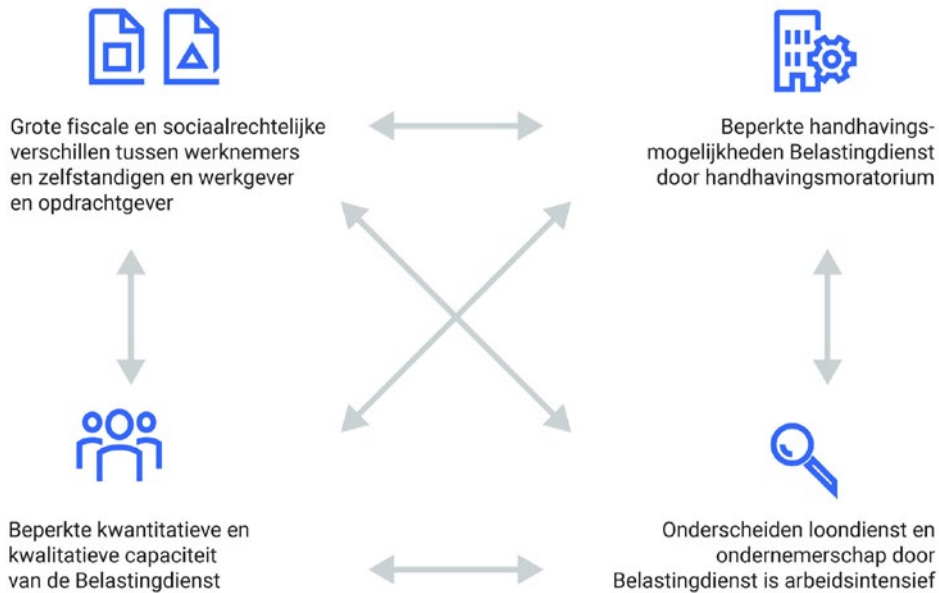 Grote fiscale en sociaalrechtelijke
verschillen tussen werknemers
en zelfstandigen en werkgever
en opdrachtgever
Beperkte handhavings-
mogelijkheden Belastingdienst
door handhavingsmoratorium
Beperkte kwantitatieve en
kwalitatieve capaciteit
van de Belastingdienst
Onderscheiden loondienst en
ondernemerschap door
Belastingdienst is arbeidsintensief